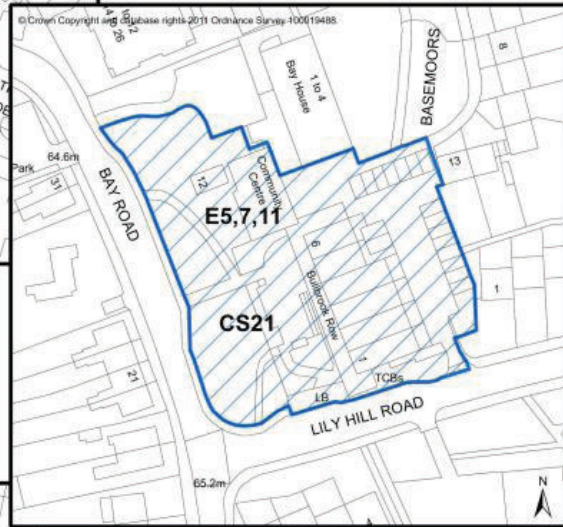 © Crown Copyright and database rights 2011 Ordnance Survey 100019488.
8
BASEMOORS
1 to 4
Bay House
Park
64.6m
31
BAY ROAD
12
Community
Centre
13
E5,7,11
6
Bullbrook Row
1
CS21
21
1
TCBs
LB
LILY HILL ROAD
65.2m
N